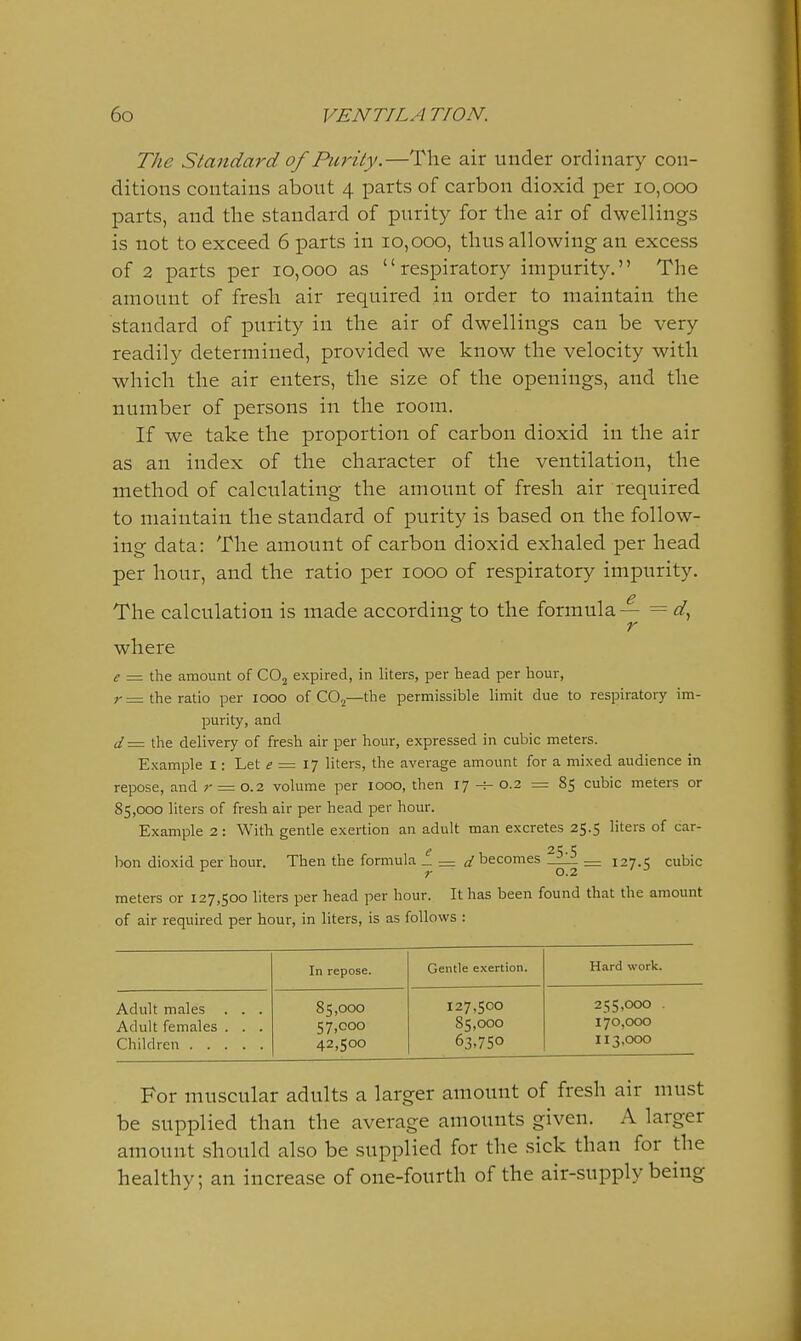 60 VENTILATION.
The Standard of Purity.—The air under ordinary con-
ditions contains about 4 parts of carbon dioxid per 10,000
parts, and the standard of purity for the air of dwellings
is not to exceed 6 parts in 10,000, thus allowing an excess
of 2 parts per 10,000 as “respiratory impurity.” The
amount of fresh air required in order to maintain the
standard of purity in the air of dwellings can be very
readily determined, provided we know the velocity with
which the air enters, the size of the openings, and the
number of persons in the room.
If we take the proportion of carbon dioxid in the air
as an index of the character of the ventilation, the
method of calculating the amount of fresh air required
to maintain the standard of purity is based on the follow-
ing data: The amount of carbon dioxid exhaled per head
per hour, and the ratio per 1000 of respiratory impurity.
The calculation is made according to the formula e/r = d,
where
e = the amount of CO₂ expired, in liters, per head per hour,
r = the ratio per 1000 of CO₂—the permissible limit due to respiratory im-
purity, and
d = the delivery of fresh air per hour, expressed in cubic meters.
Example 1: Let e = 17 liters, the average amount for a mixed audience in
repose, and r = 0.2 volume per 1000, then 17 ÷ 0.2 = 85 cubic meters or
85,000 liters of fresh air per head per hour.
Example 2: With gentle exertion an adult man excretes 25.5 liters of car-
bon dioxid per hour. Then the formula e/r = d becomes 25.5/0.2 = 127.5 cubic
meters or 127,500 liters per head per hour. It has been found that the amount
of air required per hour, in liters, is as follows :
In repose. Gentle exertion. Hard work.
Adult males . . . 85,000 127,500 255,000
Adult females . . . 57,000 85,000 170,000
Children . . . . . 42,500 63,750 113,000
For muscular adults a larger amount of fresh air must
be supplied than the average amounts given. A larger
amount should also be supplied for the sick than for the
healthy; an increase of one-fourth of the air-supply being